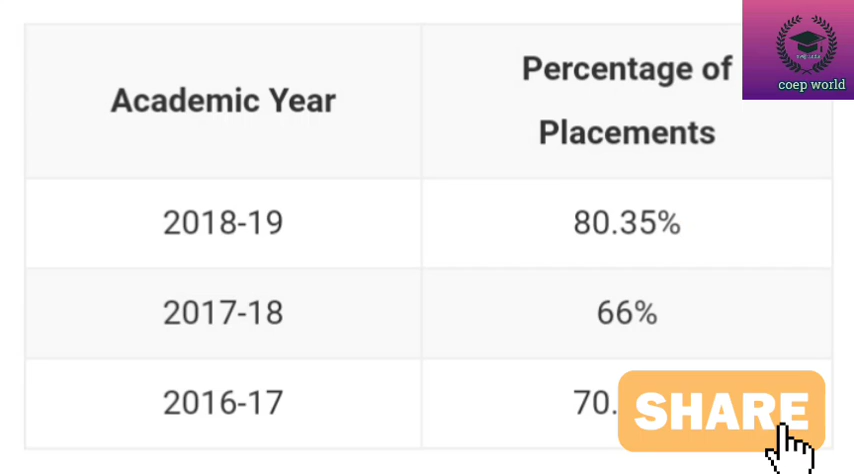 Academic Year
Percentage of
Placements
2018-19 80.35%
2017-18 66%
2016-17 70.
SHARE
coep world